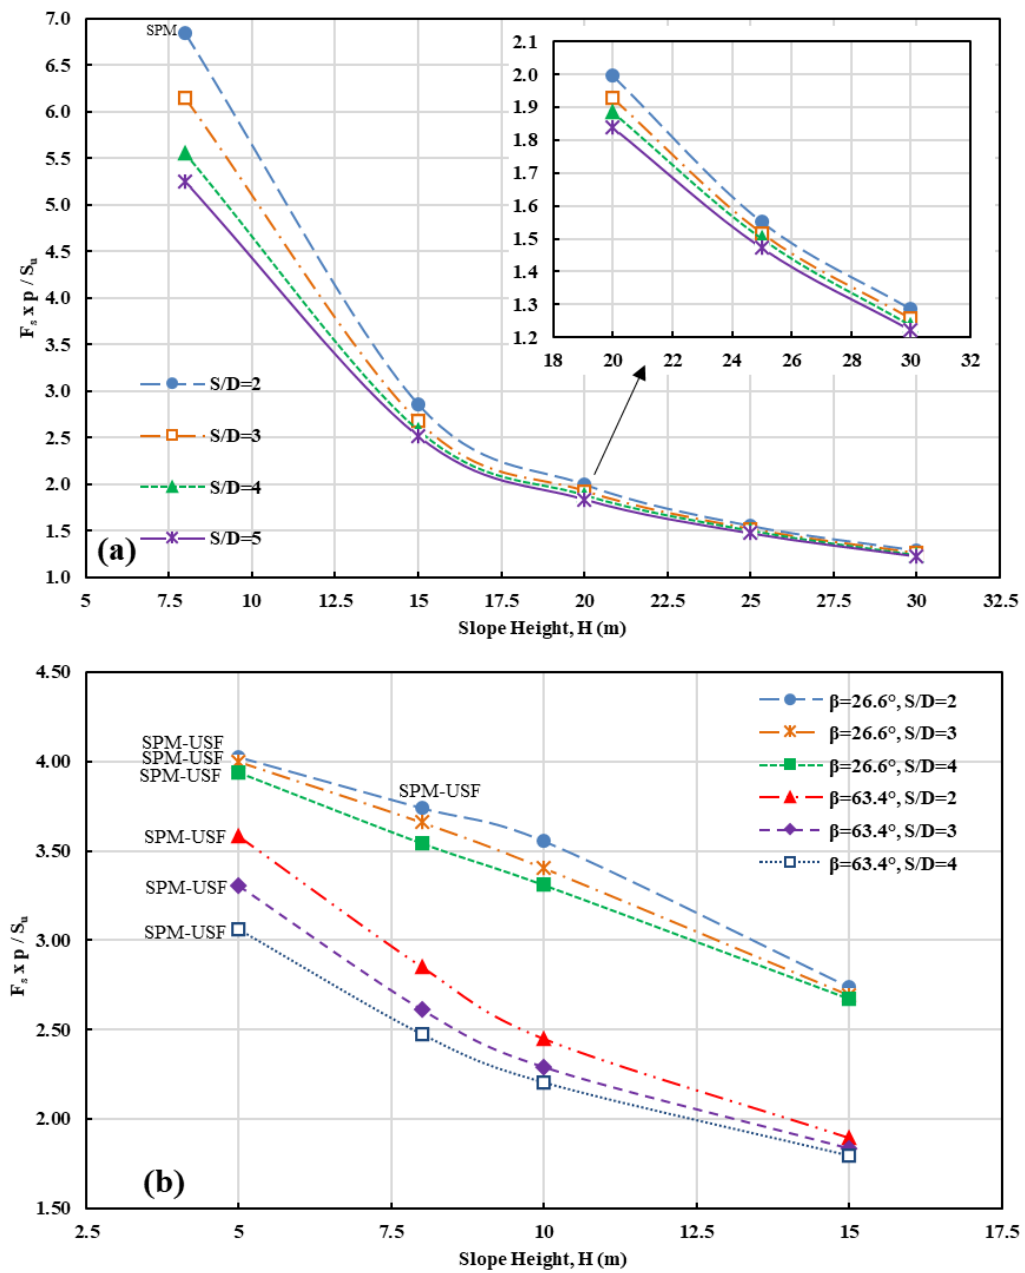 7.0
6.5
6.0
5.5
5.0
4.5
4.0
3.5
3.0
2.5
2.0
1.5
1.0
F_s x p / S_u
SPM
2.1
2.0
1.9
1.8
1.7
1.6
1.5
1.4
1.3
1.2
18 20 22 24 26 28 30 32
S/D=2
S/D=3
S/D=4
S/D=5
(a)
5 7.5 10 12.5 15 17.5 20 22.5 25 27.5 30 32.5
Slope Height, H (m)
4.50
4.00
3.50
3.00
2.50
2.00
1.50
F_s x p / S_u
SPM-USF
SPM-USF
SPM-USF
SPM-USF
SPM-USF
SPM-USF
SPM-USF
β=26.6°, S/D=2
β=26.6°, S/D=3
β=26.6°, S/D=4
β=63.4°, S/D=2
β=63.4°, S/D=3
β=63.4°, S/D=4
(b)
2.5 5 7.5 10 12.5 15 17.5
Slope Height, H (m)